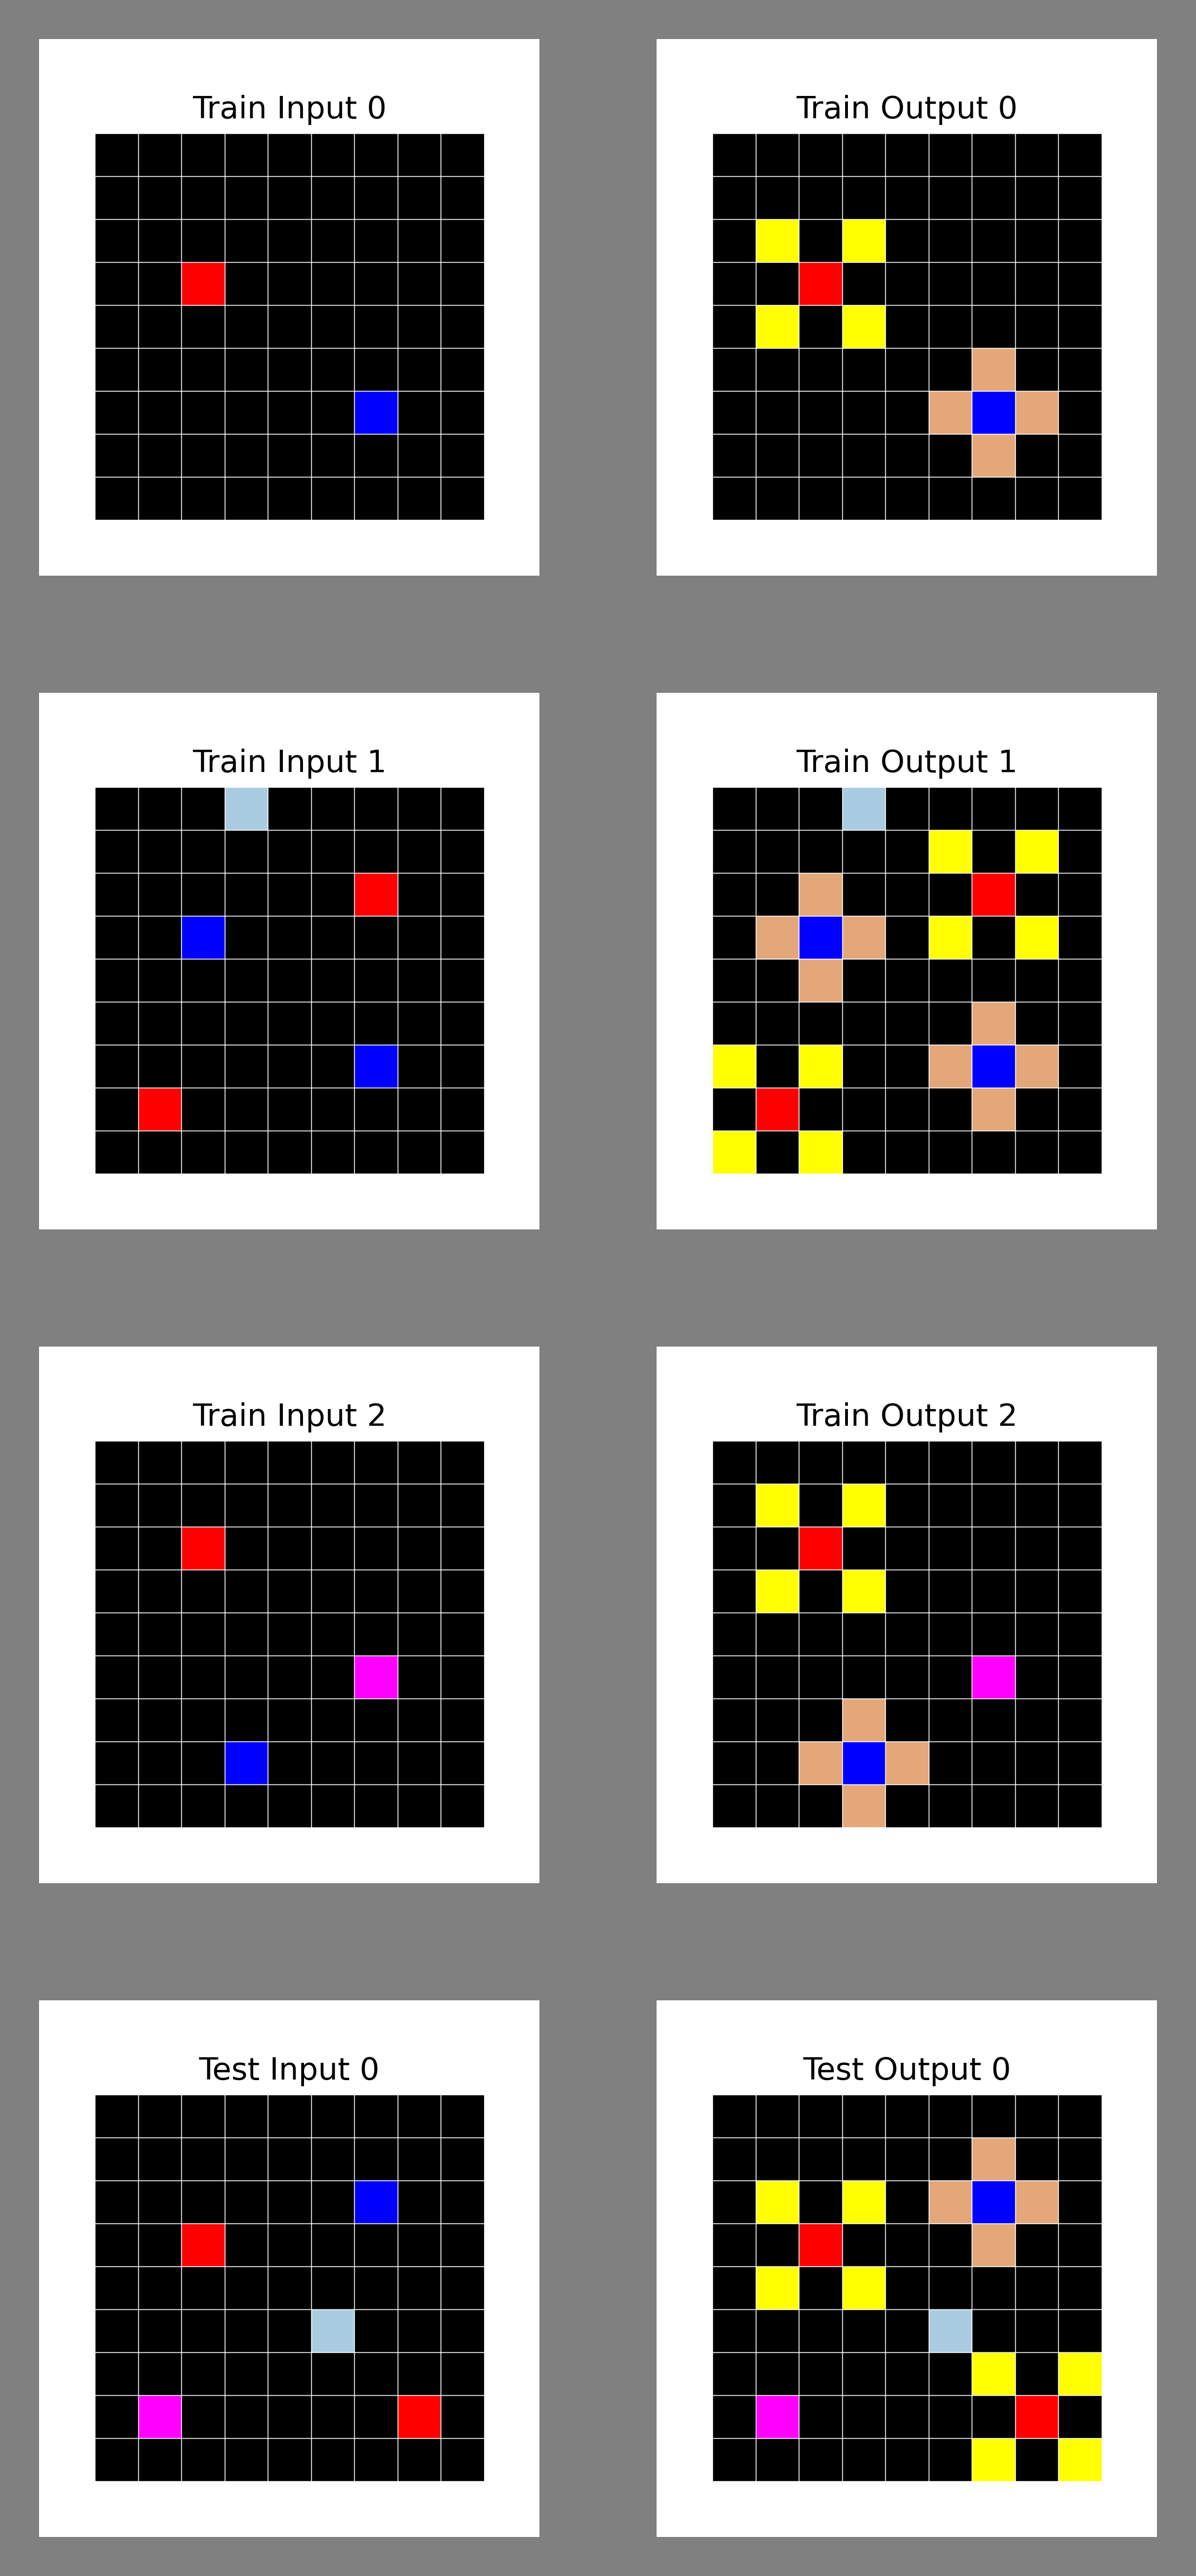 Train Input 0
Train Output 0
Train Input 1
Train Output 1
Train Input 2
Train Output 2
Test Input 0
Test Output 0